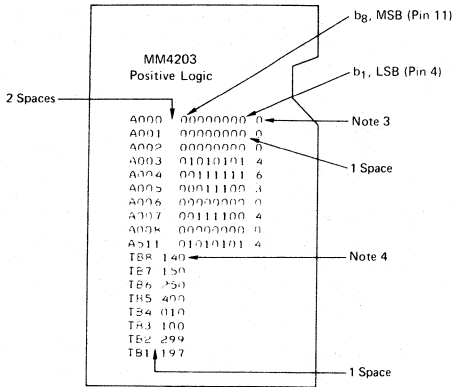 b8, MSB (Pin 11)
MM4203
Positive Logic
b1, LSB (Pin 4)
2 Spaces
A000 00000000 0
Note 3
A001 00000000 0
A002 00000000 0
A003 01010101 4
1 Space
A004 00111111 6
A005 00011100 3
A006 00000000 0
A007 00111100 4
A008 00000000 0
A511 01010101 4
TB8 140
Note 4
TB7 150
TB6 250
TB5 400
TB4 010
TB3 100
TB2 299
TB1 197
1 Space